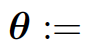 𝜽 :=